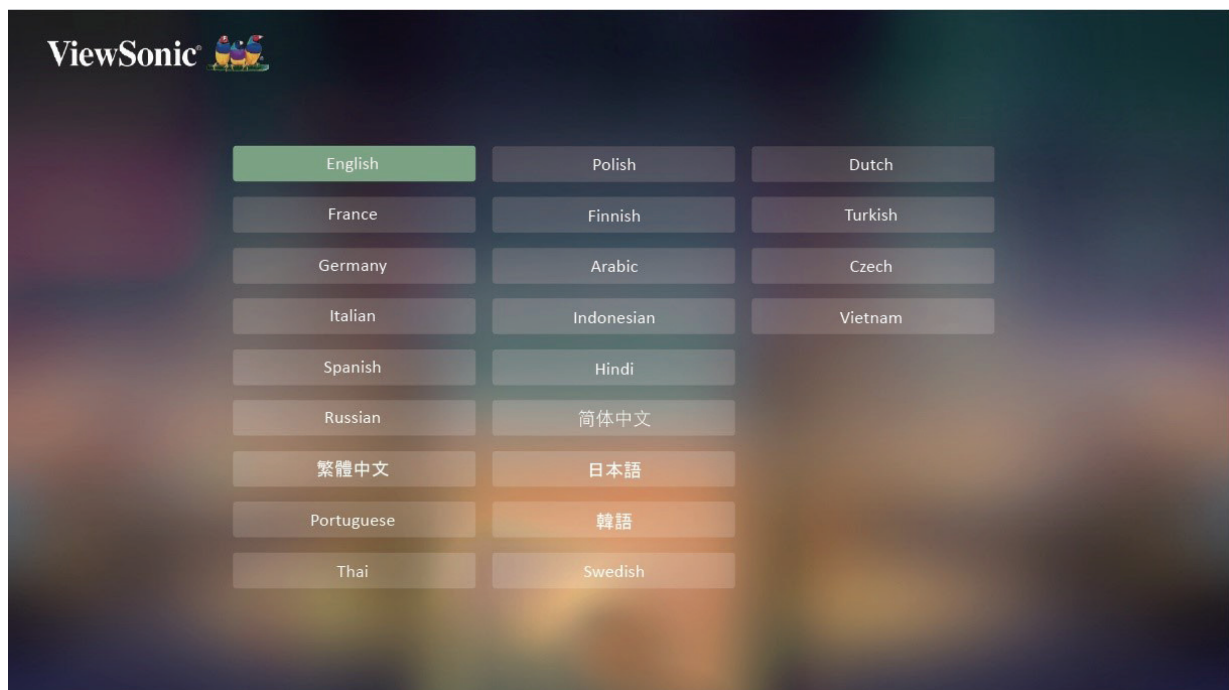 ViewSonic®
English
France
Germany
Italian
Spanish
Russian
繁體中文
Portuguese
Thai
Polish
Finnish
Arabic
Indonesian
Hindi
简体中文
日本語
韓語
Swedish
Dutch
Turkish
Czech
Vietnam